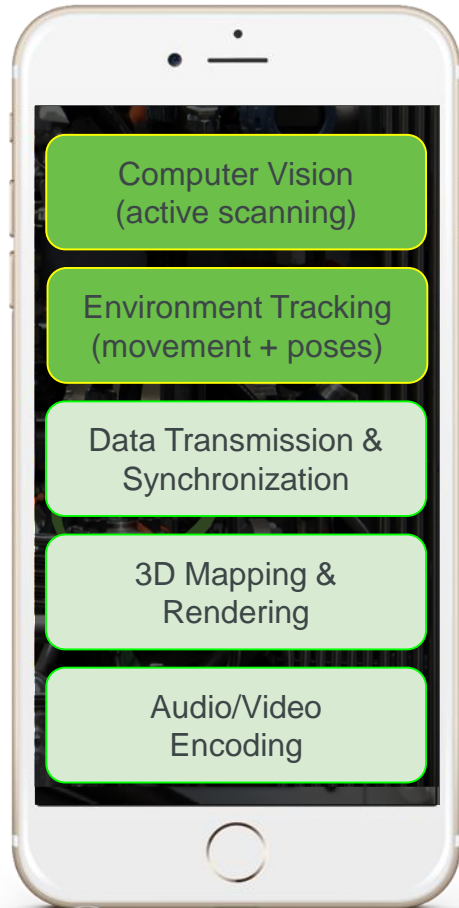 Computer Vision
(active scanning)
Environment Tracking
(movement + poses)
Data Transmission &
Synchronization
3D Mapping &
Rendering
Audio/Video
Encoding